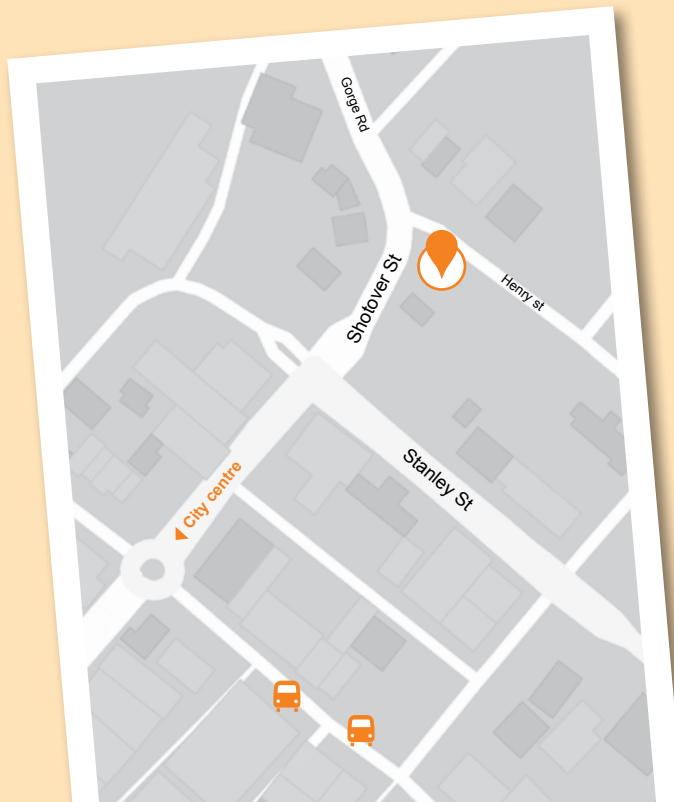 Gorge Rd
Shotover St
Henry st
Stanley St
City centre